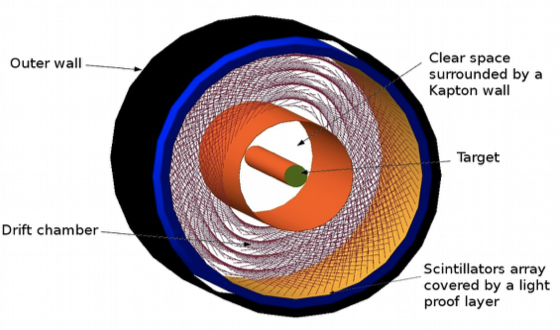 Outer wall
Clear space
surrounded by a
Kapton wall
Target
Drift chamber
Scintillators array
covered by a light
proof layer